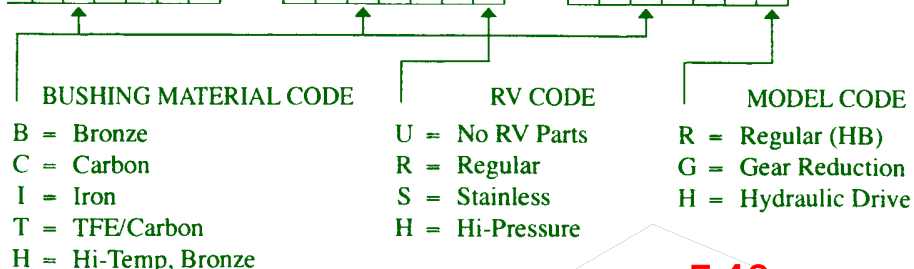 BUSHING MATERIAL CODE
B = Bronze
C = Carbon
I = Iron
T = TFE/Carbon
H = Hi-Temp, Bronze
RV CODE
U = No RV Parts
R = Regular
S = Stainless
H = Hi-Pressure
MODEL CODE
R = Regular (HB)
G = Gear Reduction
H = Hydraulic Drive